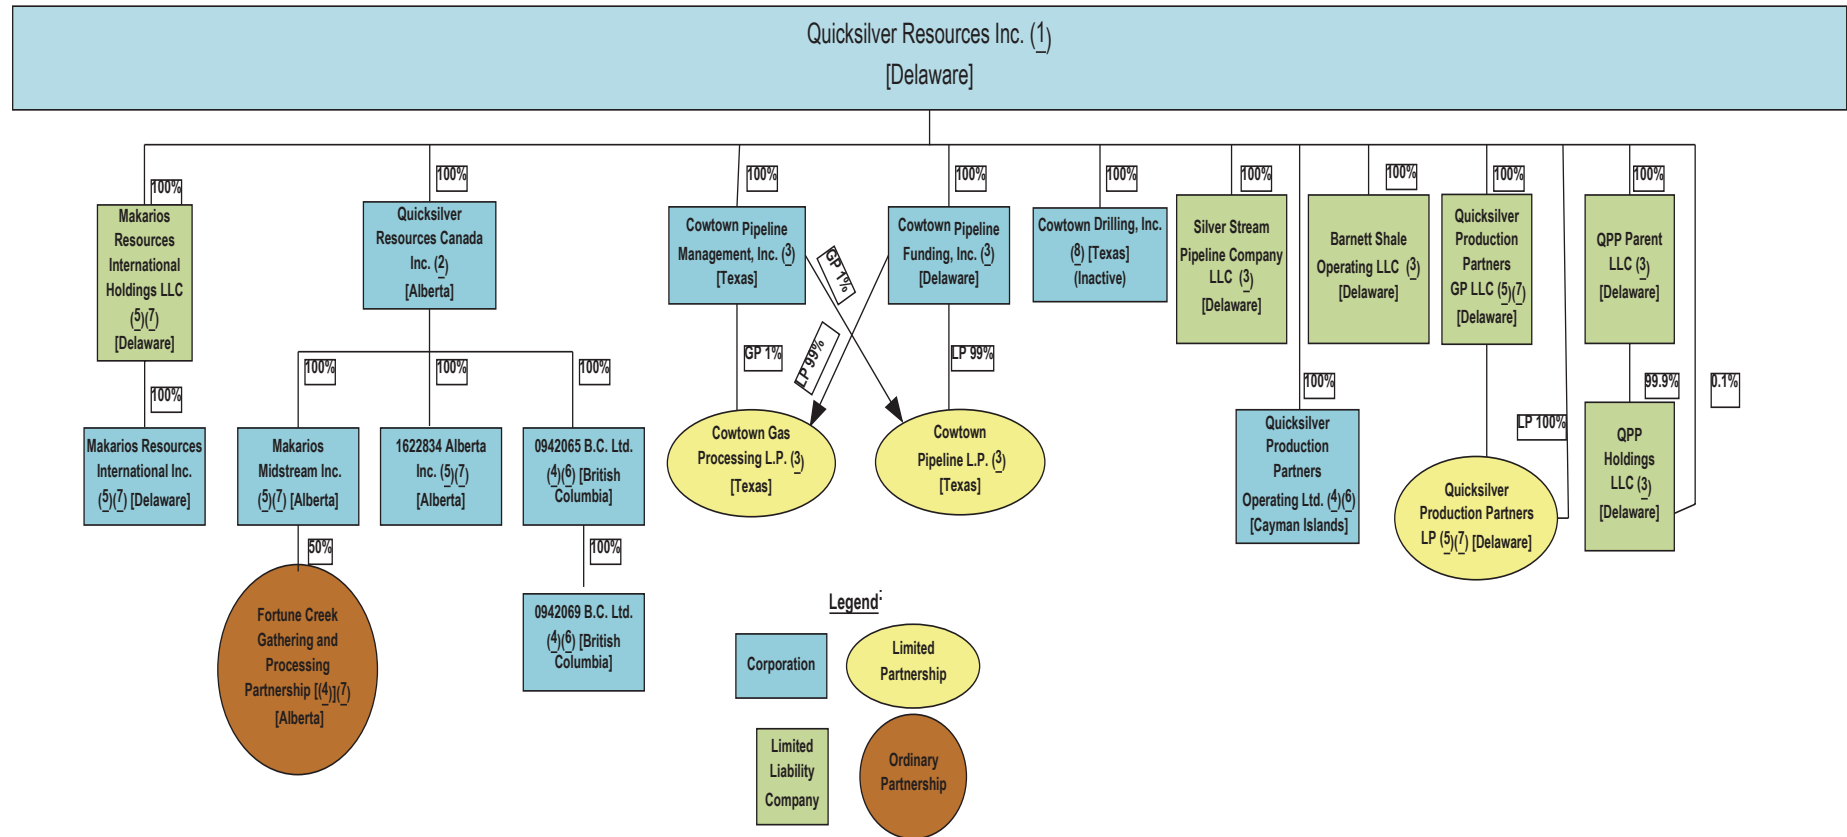 Quicksilver Resources Inc. (1)
[Delaware]
100%
100%
100%
100%
100%
100%
100%
100%
100%
Makarios
Resources
International
Holdings LLC
(5)(7)
[Delaware]
Quicksilver
Resources Canada
Inc. (2)
[Alberta]
Cowtown Pipeline
Management, Inc. (3)
[Texas]
GP 1%
Cowtown Pipeline
Funding, Inc. (3)
[Delaware]
Cowtown Drilling, Inc.
(8) [Texas]
(Inactive)
Silver Stream
Pipeline Company
LLC (3)
[Delaware]
Barnett Shale
Operating LLC (3)
[Delaware]
Quicksilver
Production
Partners
GP LLC (5)(7)
[Delaware]
QPP Parent
LLC (3)
[Delaware]
100%
100%
100%
100%
GP 1%
LP 99%
LP 99%
100%
LP 100%
99.9%
0.1%
Makarios Resources
International Inc.
(5)(7) [Delaware]
Makarios
Midstream Inc.
(5)(7) [Alberta]
1622834 Alberta
Inc. (5)(7)
[Alberta]
0942065 B.C. Ltd.
(4)(6) [British
Columbia]
Cowtown Gas
Processing L.P. (3)
[Texas]
Cowtown
Pipeline L.P. (3)
[Texas]
Quicksilver
Production
Partners
Operating Ltd. (4)(6)
[Cayman Islands]
Quicksilver
Production Partners
LP (5)(7) [Delaware]
QPP
Holdings
LLC (3)
[Delaware]
50%
100%
Fortune Creek
Gathering and
Processing
Partnership [(4)](7)
[Alberta]
0942069 B.C. Ltd.
(4)(6) [British
Columbia]
Legend:
Corporation
Limited
Partnership
Limited
Liability
Company
Ordinary
Partnership